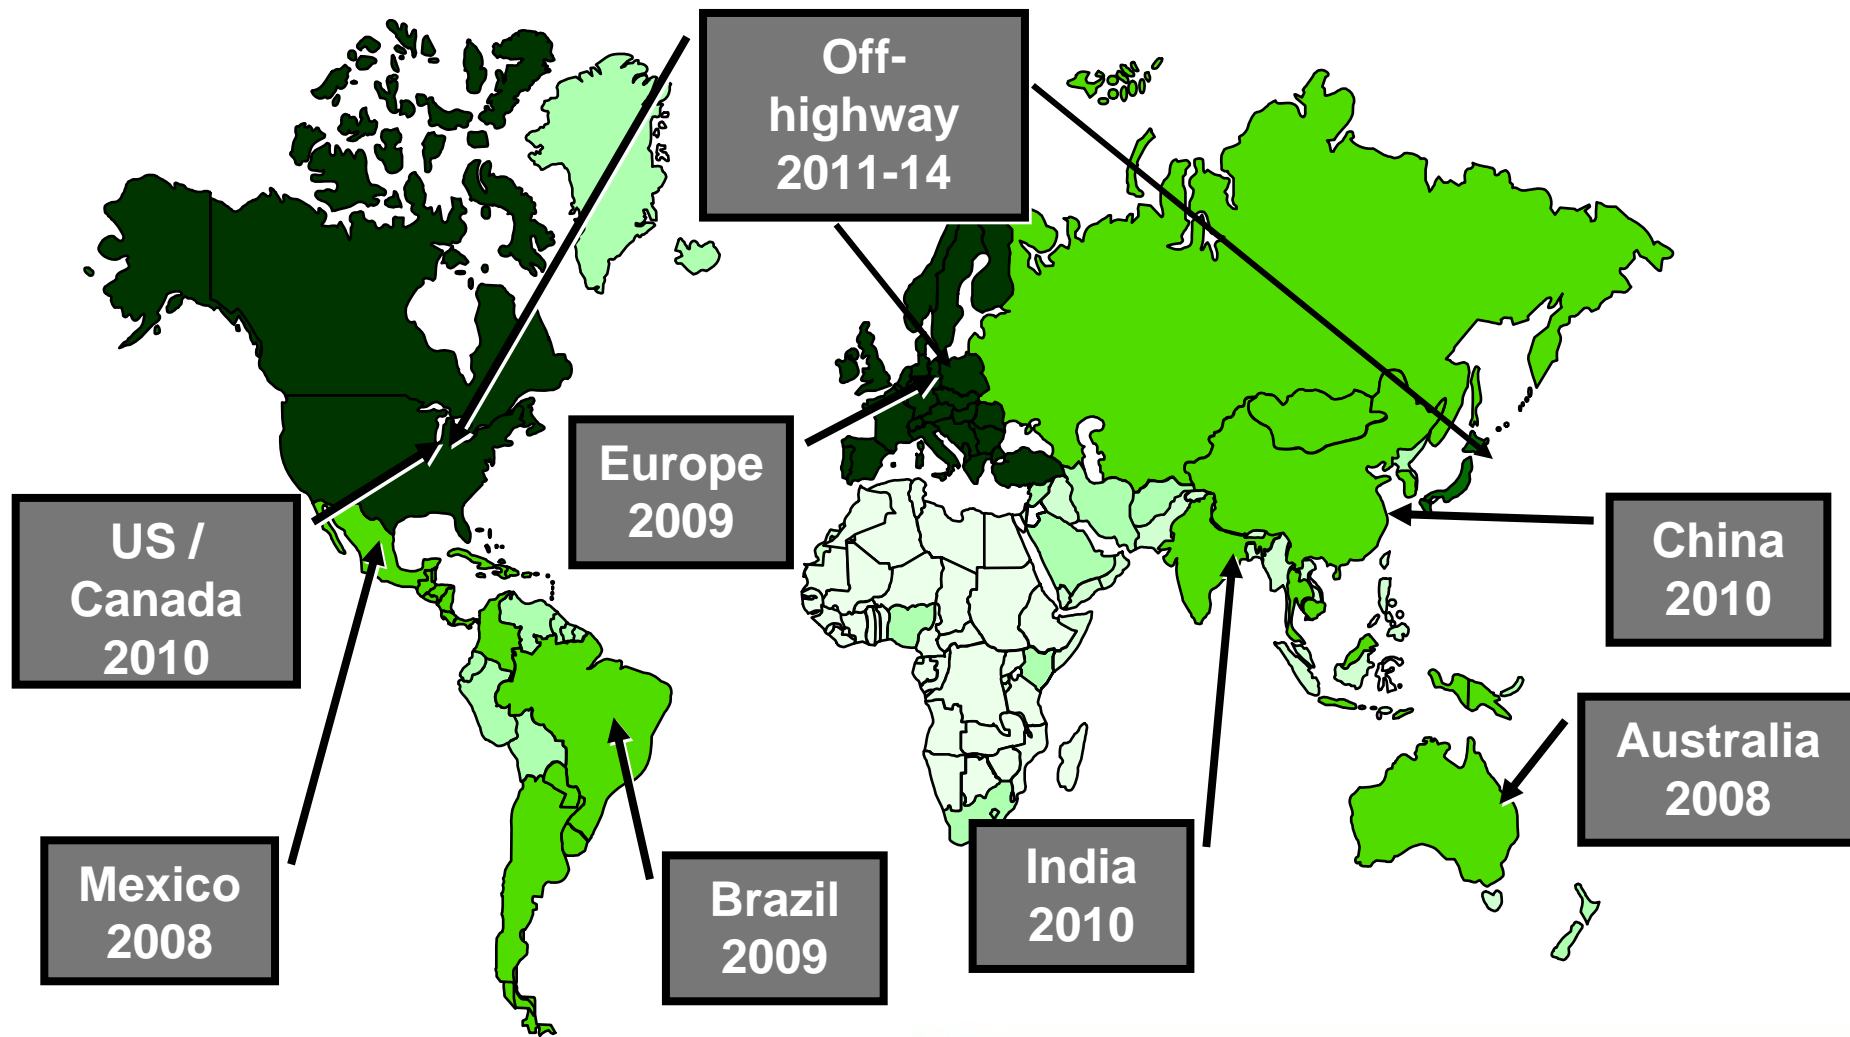 Off-
highway
2011-14
Europe
2009
US /
Canada
2010
China
2010
Australia
2008
Mexico
2008
Brazil
2009
India
2010